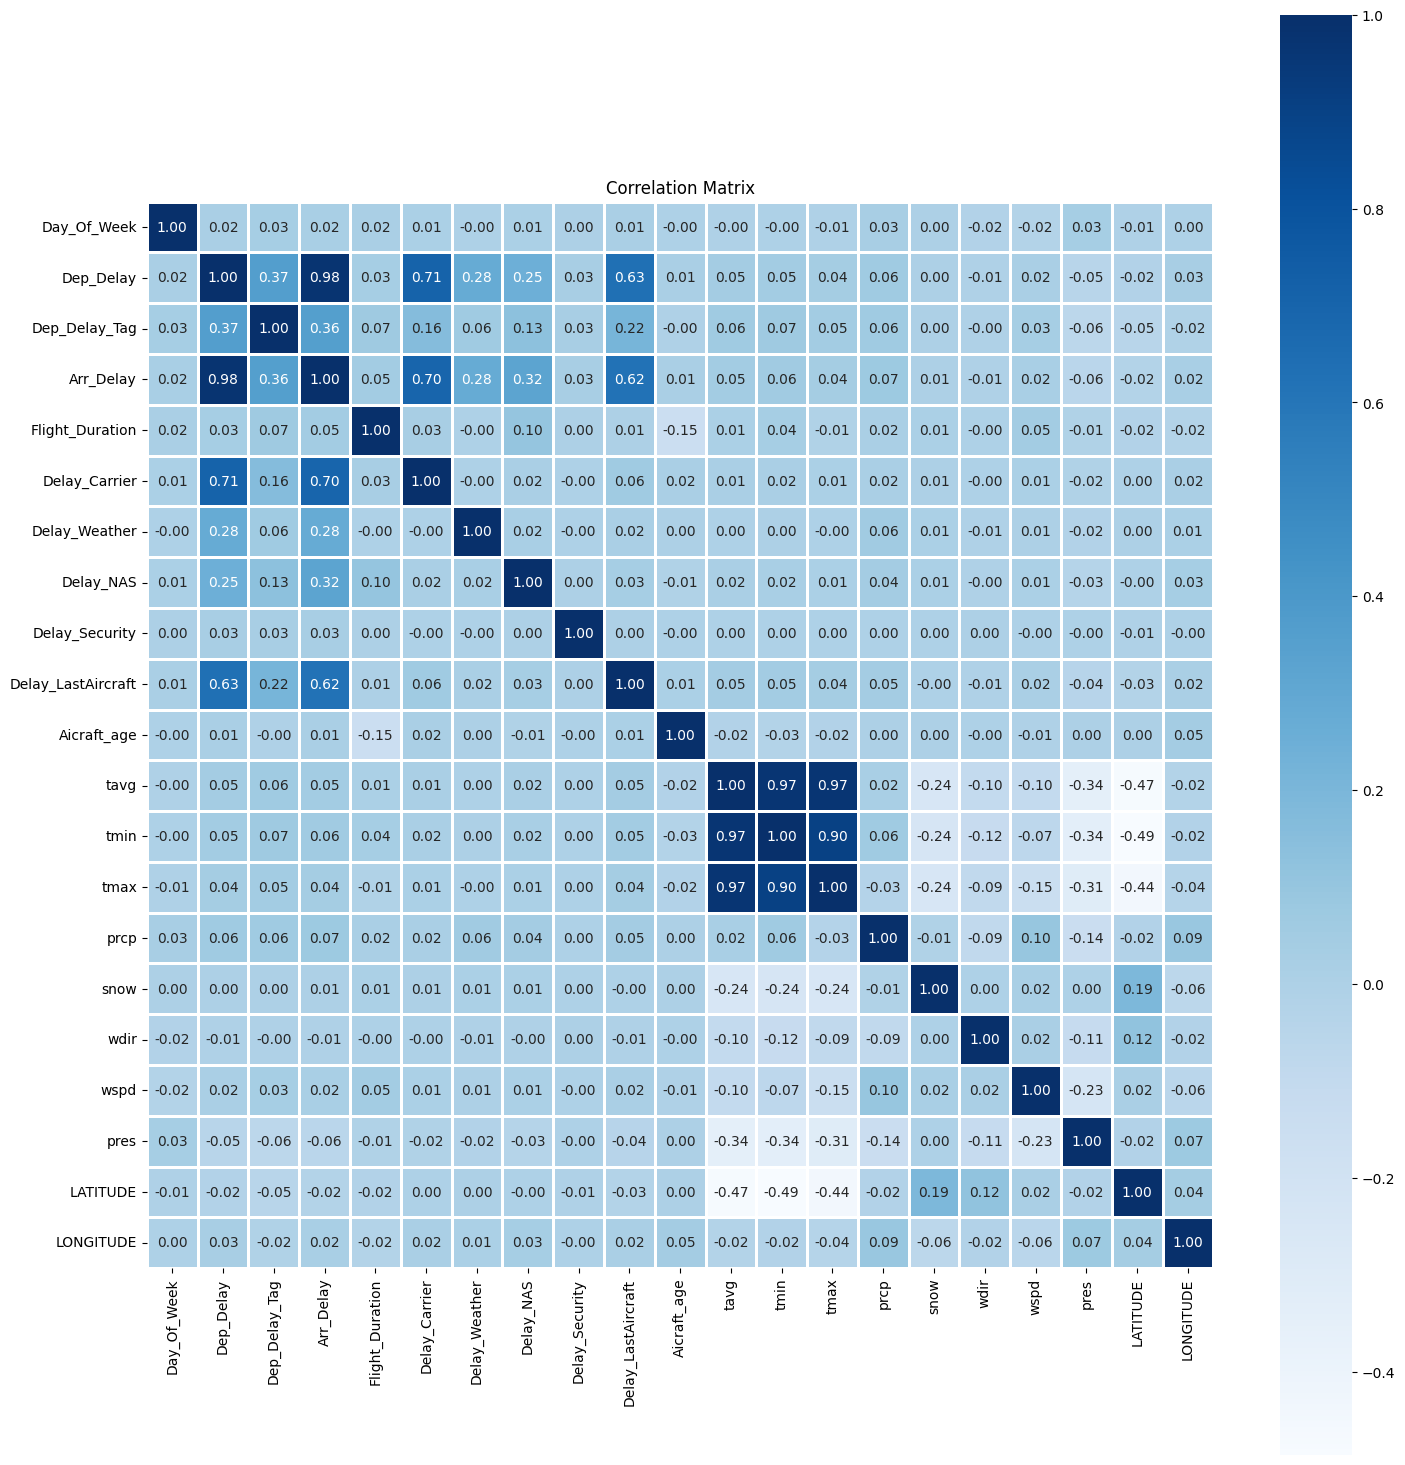 Correlation Matrix
Day_Of_Week 1.00 0.02 0.03 0.02 0.02 0.01 -0.00 0.01 0.00 0.01 -0.00 -0.00 -0.00 -0.01 0.03 0.00 -0.02 -0.02 0.03 -0.01 0.00
Dep_Delay 0.02 1.00 0.37 0.98 0.03 0.71 0.28 0.25 0.03 0.63 0.01 0.05 0.05 0.04 0.06 0.00 -0.01 0.02 -0.05 -0.02 0.03
Dep_Delay_Tag 0.03 0.37 1.00 0.36 0.07 0.16 0.06 0.13 0.03 0.22 -0.00 0.06 0.07 0.05 0.06 0.00 -0.00 0.03 -0.06 -0.05 -0.02
Arr_Delay 0.02 0.98 0.36 1.00 0.05 0.70 0.28 0.32 0.03 0.62 0.01 0.05 0.06 0.04 0.07 0.01 -0.01 0.02 -0.06 -0.02 0.02
Flight_Duration 0.02 0.03 0.07 0.05 1.00 0.03 -0.00 0.10 0.00 0.01 -0.15 0.01 0.04 -0.01 0.02 0.01 -0.00 0.05 -0.01 -0.02 -0.02
Delay_Carrier 0.01 0.71 0.16 0.70 0.03 1.00 -0.00 0.02 -0.00 0.06 0.02 0.01 0.02 0.01 0.02 0.01 -0.00 0.01 -0.02 0.00 0.02
Delay_Weather -0.00 0.28 0.06 0.28 -0.00 -0.00 1.00 0.02 -0.00 0.02 0.00 0.00 0.00 -0.00 0.06 0.01 -0.01 0.01 -0.02 0.00 0.01
Delay_NAS 0.01 0.25 0.13 0.32 0.10 0.02 0.02 1.00 0.00 0.03 -0.01 0.02 0.02 0.01 0.04 0.01 -0.00 0.01 -0.03 -0.00 0.03
Delay_Security 0.00 0.03 0.03 0.03 0.00 -0.00 -0.00 0.00 1.00 0.00 -0.00 0.00 0.00 0.00 0.00 0.00 0.00 -0.00 -0.00 -0.01 -0.00
Delay_LastAircraft 0.01 0.63 0.22 0.62 0.01 0.06 0.02 0.03 0.00 1.00 0.01 0.05 0.05 0.04 0.05 -0.00 -0.01 0.02 -0.04 -0.03 0.02
Aicraft_age -0.00 0.01 -0.00 0.01 -0.15 0.02 0.00 -0.01 -0.00 0.01 1.00 -0.02 -0.03 -0.02 0.00 0.00 -0.00 -0.01 0.00 0.00 0.05
tavg -0.00 0.05 0.06 0.05 0.01 0.01 0.00 0.02 0.00 0.05 -0.02 1.00 0.97 0.97 0.02 -0.24 -0.10 -0.10 -0.34 -0.47 -0.02
tmin -0.00 0.05 0.07 0.06 0.04 0.02 0.00 0.02 0.00 0.05 -0.03 0.97 1.00 0.90 0.06 -0.24 -0.12 -0.07 -0.34 -0.49 -0.02
tmax -0.01 0.04 0.05 0.04 -0.01 0.01 -0.00 0.01 0.00 0.04 -0.02 0.97 0.90 1.00 -0.03 -0.24 -0.09 -0.15 -0.31 -0.44 -0.04
prcp 0.03 0.06 0.06 0.07 0.02 0.02 0.06 0.04 0.00 0.05 0.00 0.02 0.06 -0.03 1.00 -0.01 -0.09 0.10 -0.14 -0.02 0.09
snow 0.00 0.00 0.00 0.01 0.01 0.01 0.01 0.01 0.00 -0.00 0.00 -0.24 -0.24 -0.24 -0.01 1.00 0.00 0.02 0.00 0.19 -0.06
wdir -0.02 -0.01 -0.00 -0.01 -0.00 -0.00 -0.01 -0.00 0.00 -0.01 -0.00 -0.10 -0.12 -0.09 -0.09 0.00 1.00 0.02 -0.11 0.12 -0.02
wspd -0.02 0.02 0.03 0.02 0.05 0.01 0.01 0.01 -0.00 0.02 -0.01 -0.10 -0.07 -0.15 0.10 0.02 0.02 1.00 -0.23 0.02 -0.06
pres 0.03 -0.05 -0.06 -0.06 -0.01 -0.02 -0.02 -0.03 -0.00 -0.04 0.00 -0.34 -0.34 -0.31 -0.14 0.00 -0.11 -0.23 1.00 -0.02 0.07
LATITUDE -0.01 -0.02 -0.05 -0.02 -0.02 0.00 0.00 -0.00 -0.01 -0.03 0.00 -0.47 -0.49 -0.44 -0.02 0.19 0.12 0.02 -0.02 1.00 0.04
LONGITUDE 0.00 0.03 -0.02 0.02 -0.02 0.02 0.01 0.03 -0.00 0.02 0.05 -0.02 -0.02 -0.04 0.09 -0.06 -0.02 -0.06 0.07 0.04 1.00
Day_Of_Week
Dep_Delay
Dep_Delay_Tag
Arr_Delay
Flight_Duration
Delay_Carrier
Delay_Weather
Delay_NAS
Delay_Security
Delay_LastAircraft
Aicraft_age
tavg
tmin
tmax
prcp
snow
wdir
wspd
pres
LATITUDE
LONGITUDE
1.0
0.8
0.6
0.4
0.2
0.0
−0.2
−0.4